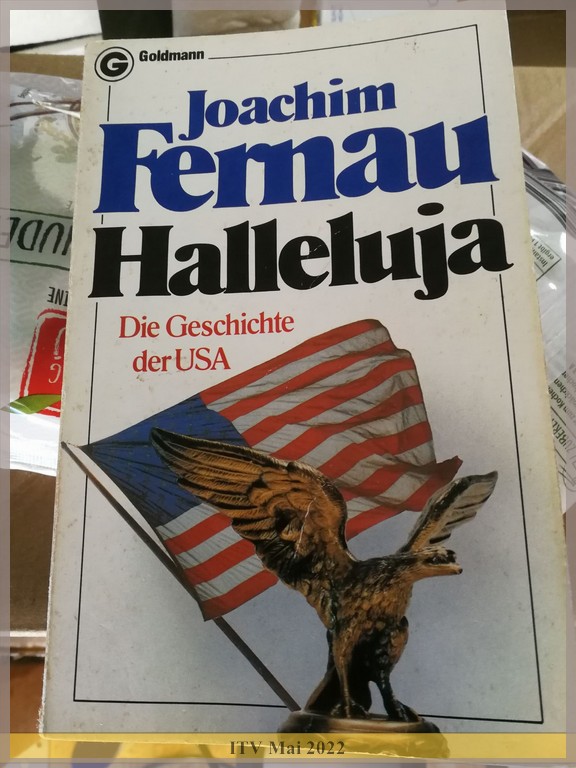 G Goldmann
Joachim
Fernau
Halleluja
Die Geschichte
der USA
ITV Mai 2022